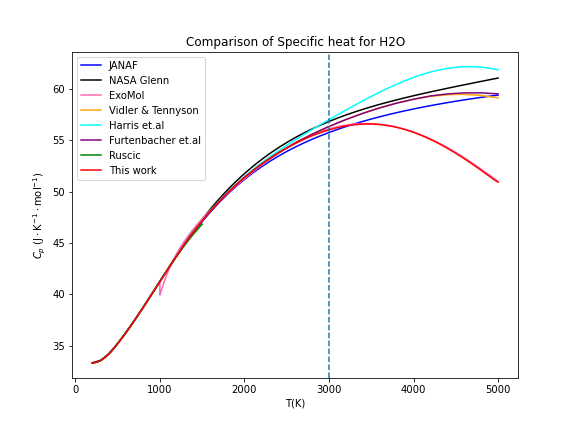 Comparison of Specific heat for H2O
JANAF
NASA Glenn
ExoMol
Vidler & Tennyson
Harris et.al
Furtenbacher et.al
Ruscic
This work
60
55
50
45
40
35
C_p (J · K⁻¹ · mol⁻¹)
0 1000 2000 3000 4000 5000
T(K)